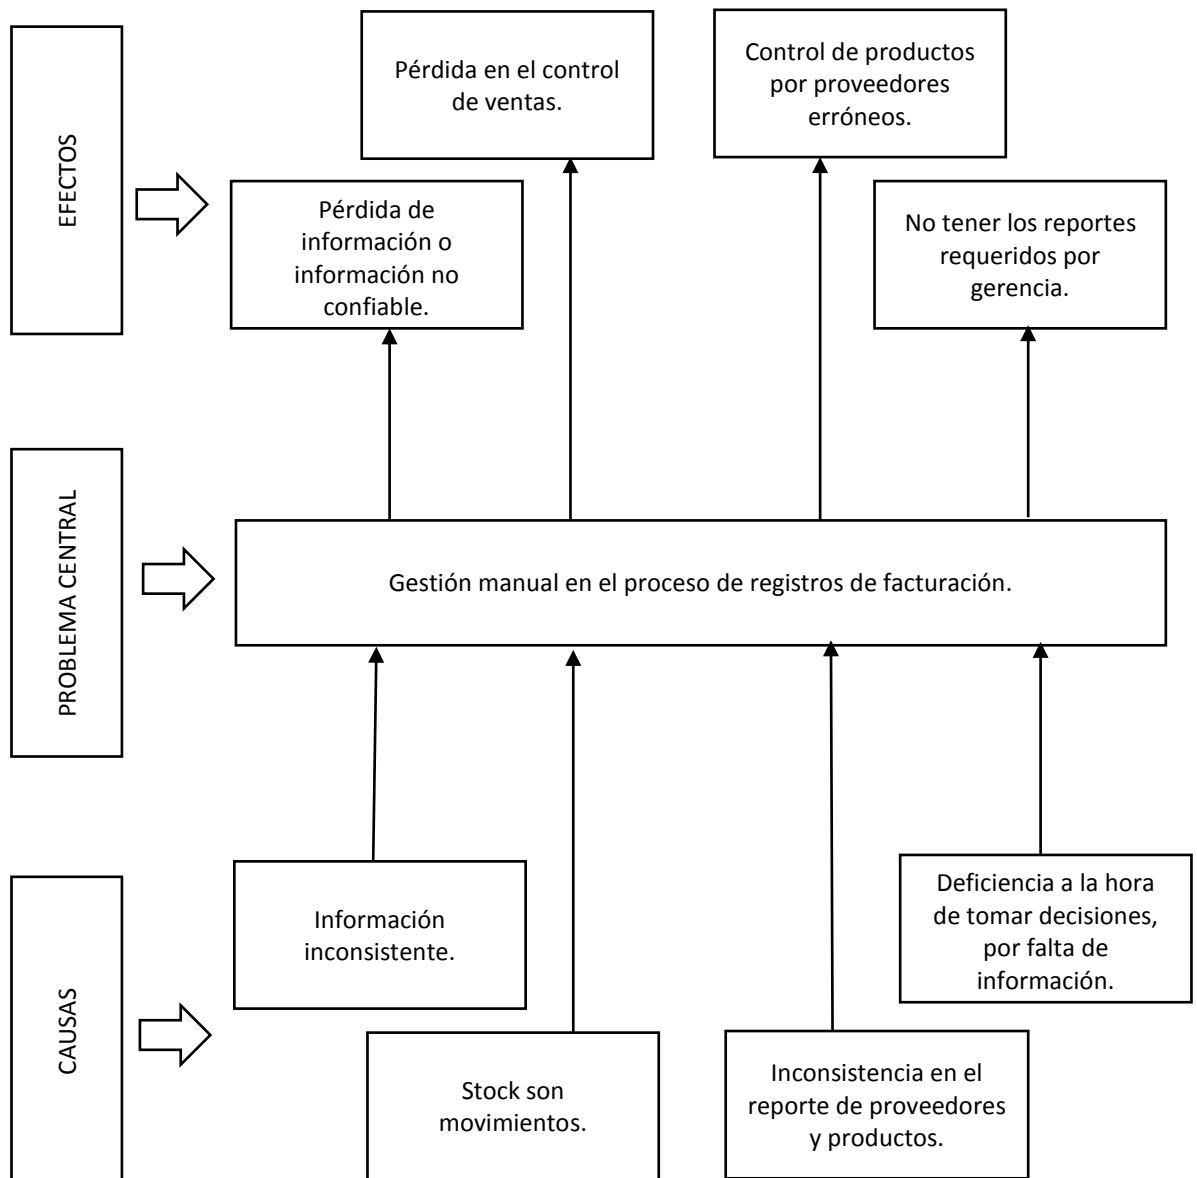 EFECTOS
Pérdida en el control
de ventas.
Control de productos
por proveedores
erróneos.
Pérdida de
información o
información no
confiable.
No tener los reportes
requeridos por
gerencia.
PROBLEMA CENTRAL
Gestión manual en el proceso de registros de facturación.
CAUSAS
Información
inconsistente.
Deficiencia a la hora
de tomar decisiones,
por falta de
información.
Stock son
movimientos.
Inconsistencia en el
reporte de proveedores
y productos.